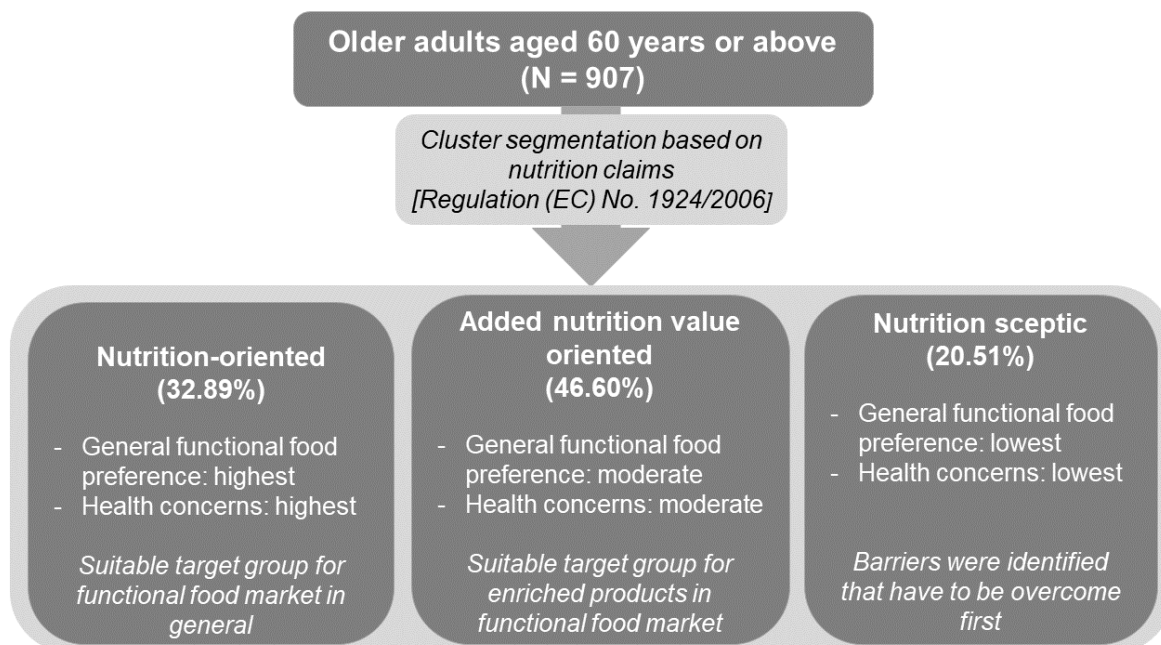 Older adults aged 60 years or above
(N = 907)
Cluster segmentation based on
nutrition claims
[Regulation (EC) No. 1924/2006]
Nutrition-oriented
(32.89%)
- General functional food
preference: highest
- Health concerns: highest
Suitable target group for
functional food market in
general
Added nutrition value
oriented
(46.60%)
- General functional food
preference: moderate
- Health concerns: moderate
Suitable target group for
enriched products in
functional food market
Nutrition sceptic
(20.51%)
- General functional food
preference: lowest
- Health concerns: lowest
Barriers were identified
that have to be overcome
first